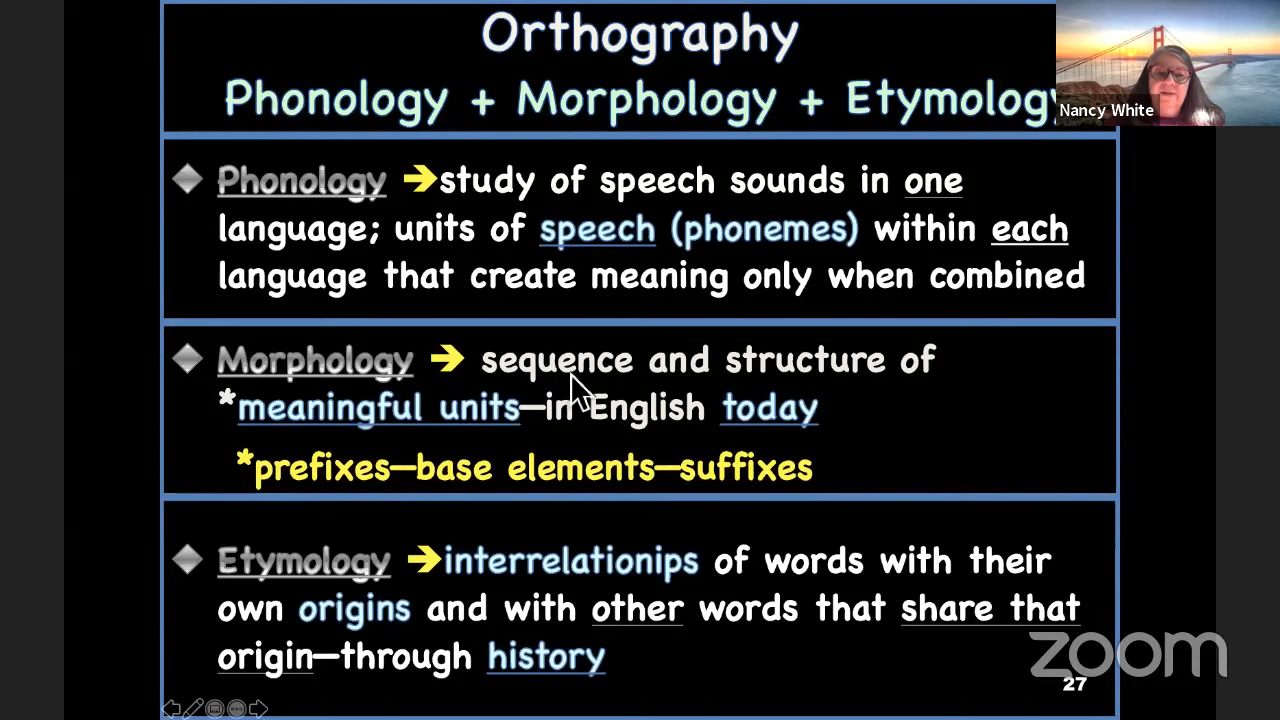 Orthography
Phonology + Morphology + Etymology
Nancy White
Phonology ➔study of speech sounds in one
language; units of speech (phonemes) within each
language that create meaning only when combined
Morphology ➔ sequence and structure of
*meaningful units—in English today
*prefixes—base elements—suffixes
Etymology ➔interrelationips of words with their
own origins and with other words that share that
origin—through history
zoom
27